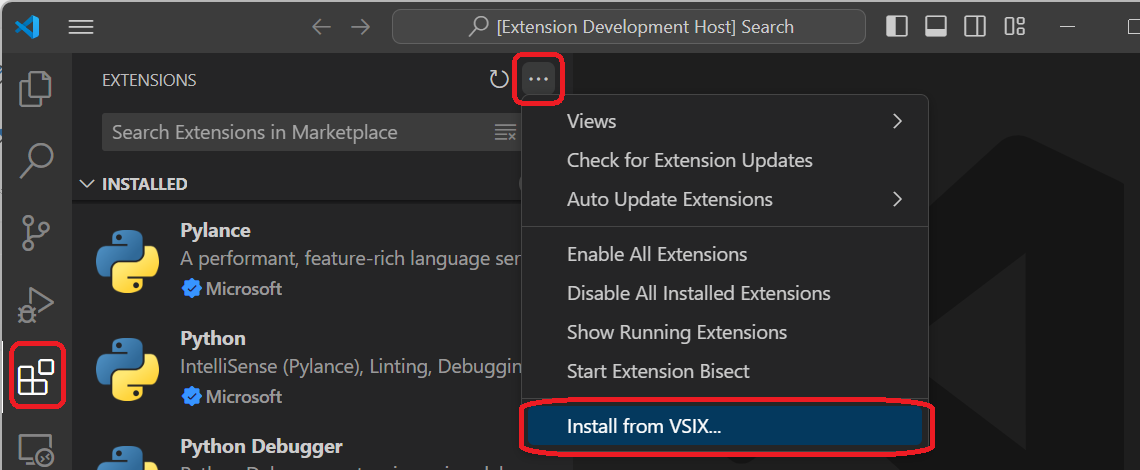 [Extension Development Host] Search
EXTENSIONS
Search Extensions in Marketplace
INSTALLED
Pylance
A performant, feature-rich language ser
Microsoft
Python
IntelliSense (Pylance), Linting, Debuggin
Microsoft
Python Debugger
Views
Check for Extension Updates
Auto Update Extensions
Enable All Extensions
Disable All Installed Extensions
Show Running Extensions
Start Extension Bisect
Install from VSIX...